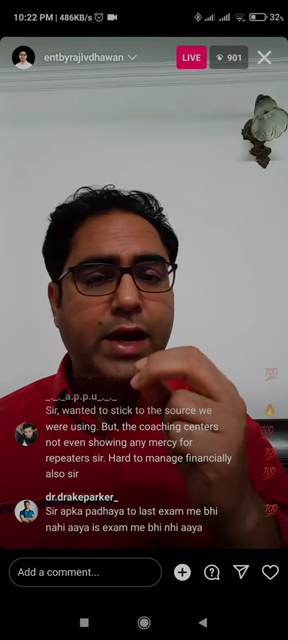 10:22 PM | 486KB/s
32%
entbyrajivdhawan
LIVE
901
_._._a.p.p.u_._._
Sir, wanted to stick to the source we
were using. But, the coaching centers
not even showing any mercy for
repeaters sir. Hard to manage financially
also sir
dr.drakeparker_
Sir apka padhaya to last exam me bhi
nahi aaya is exam me bhi nhi aaya
Add a comment...